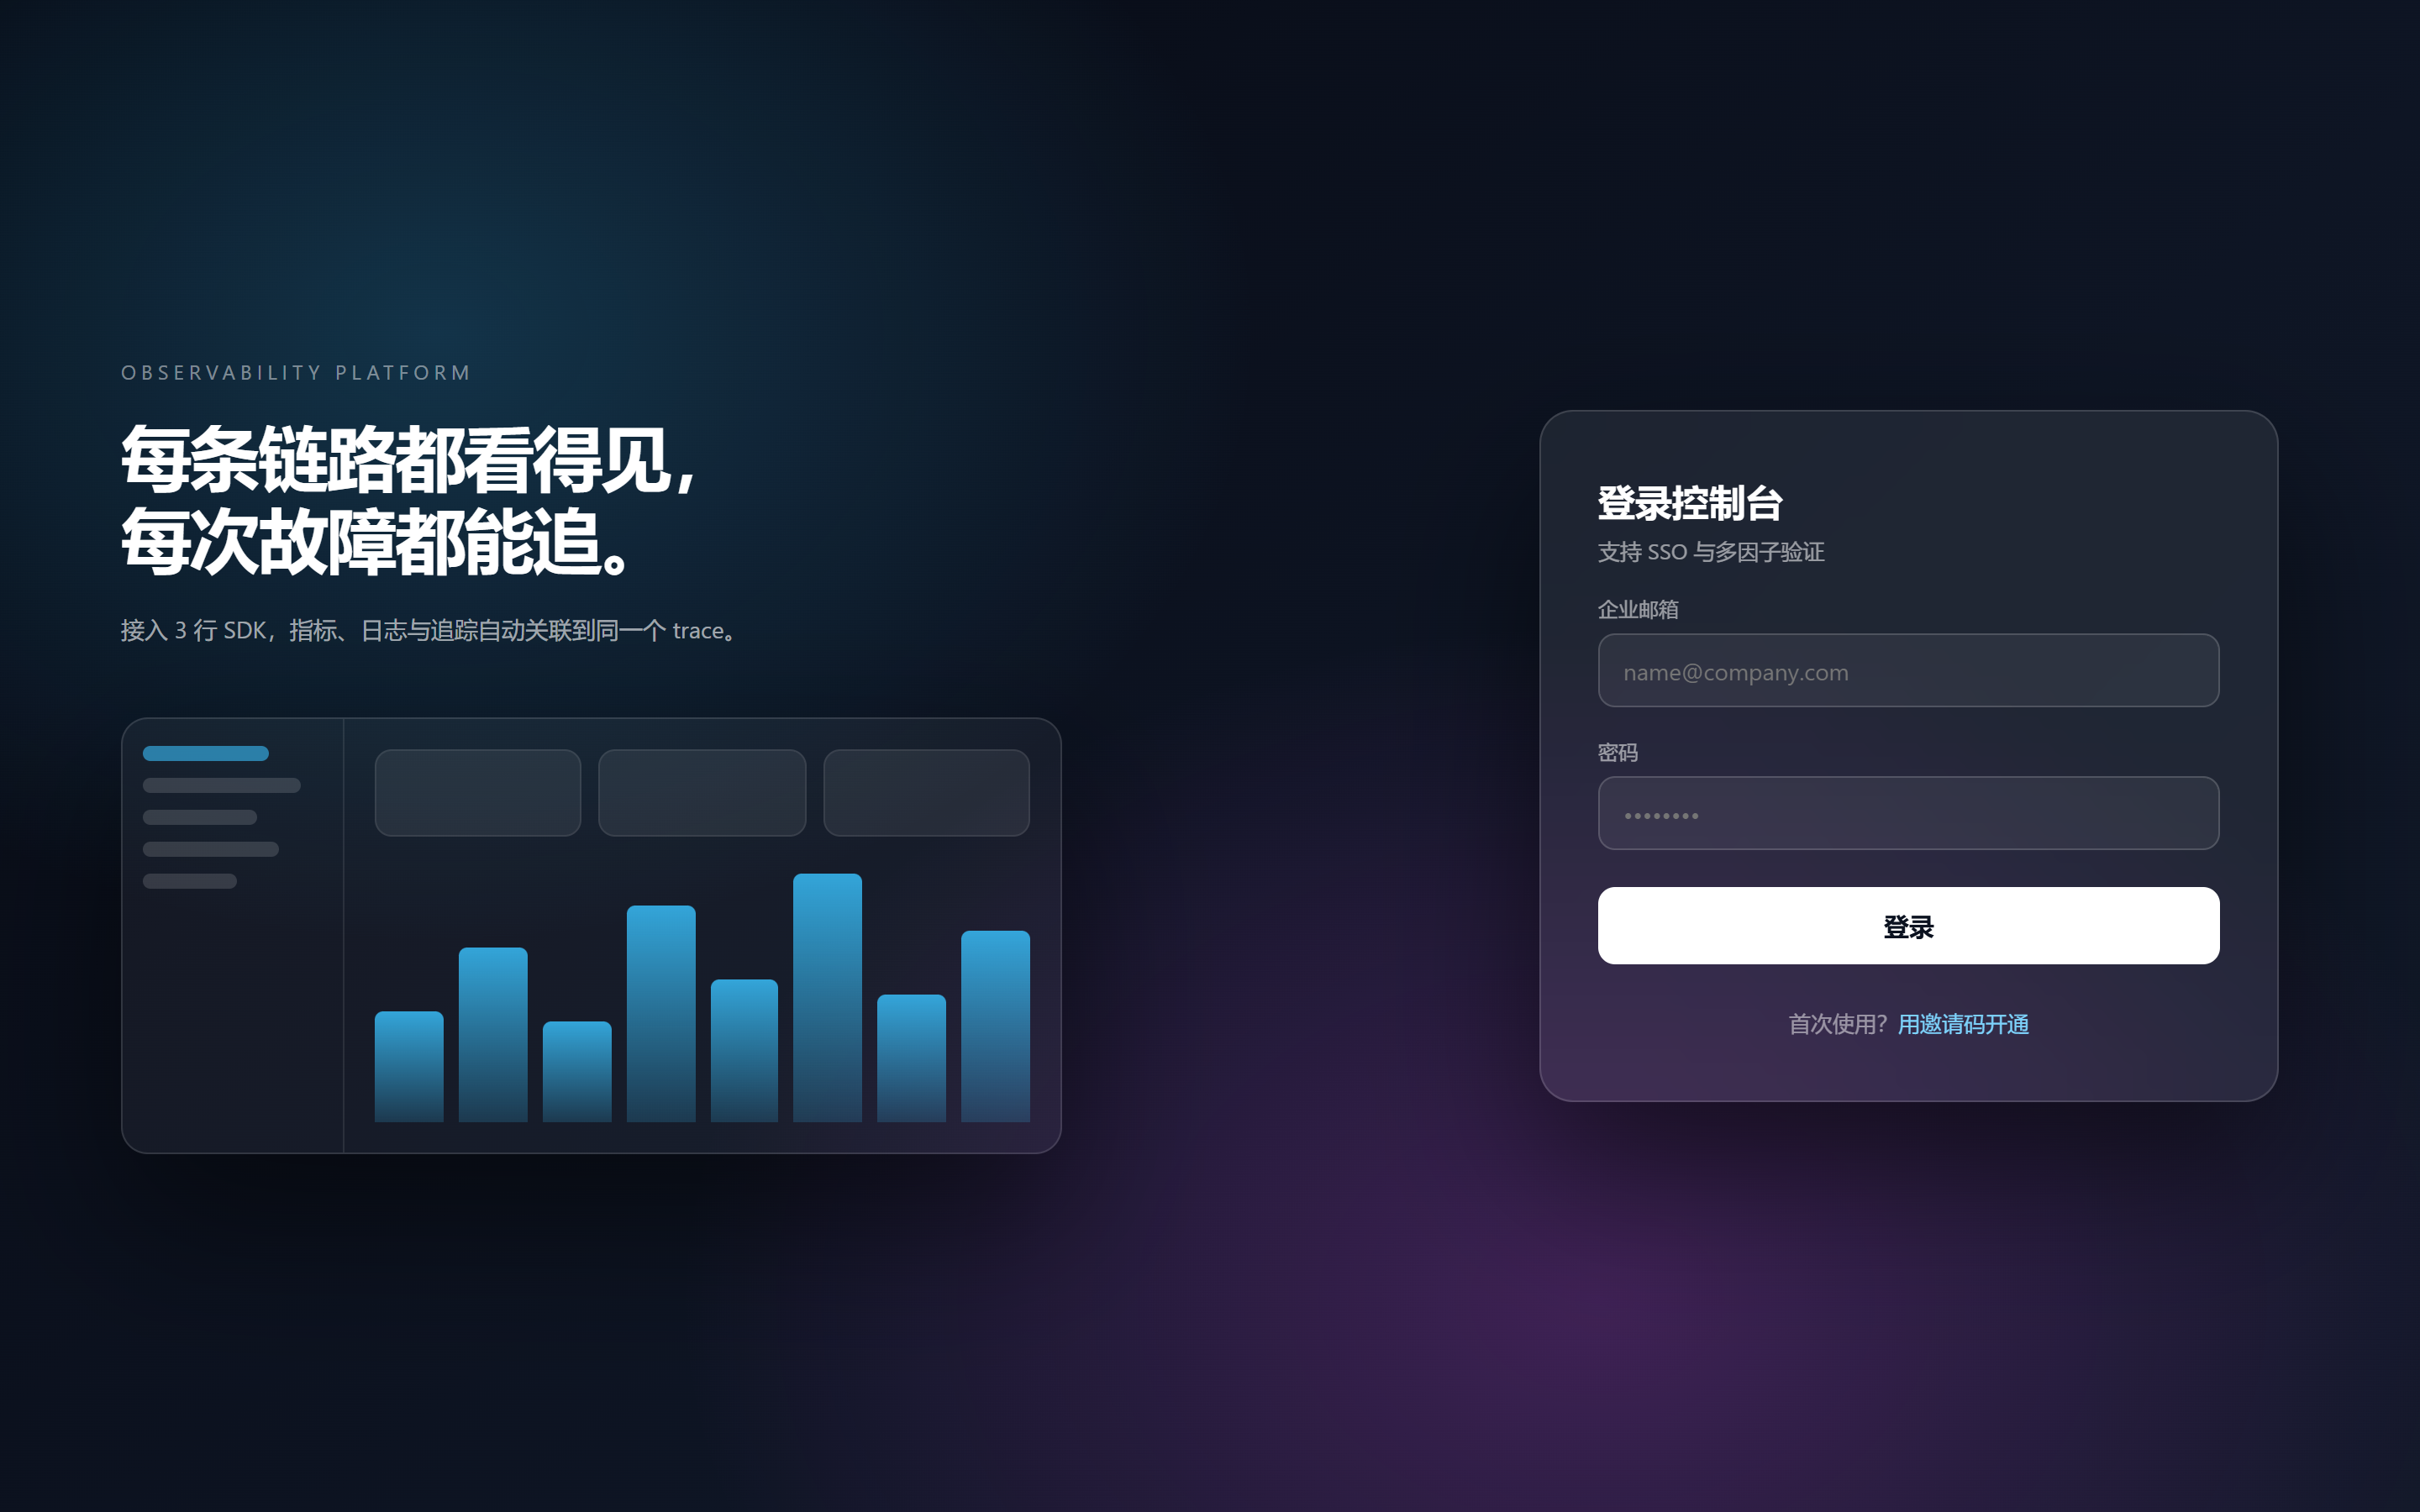 OBSERVABILITY PLATFORM
每条链路都看得见，
每次故障都能追。
接入 3 行 SDK，指标、日志与追踪自动关联到同一个 trace。
登录控制台
支持 SSO 与多因子验证
企业邮箱
name@company.com
密码
••••••••
登录
首次使用？用邀请码开通